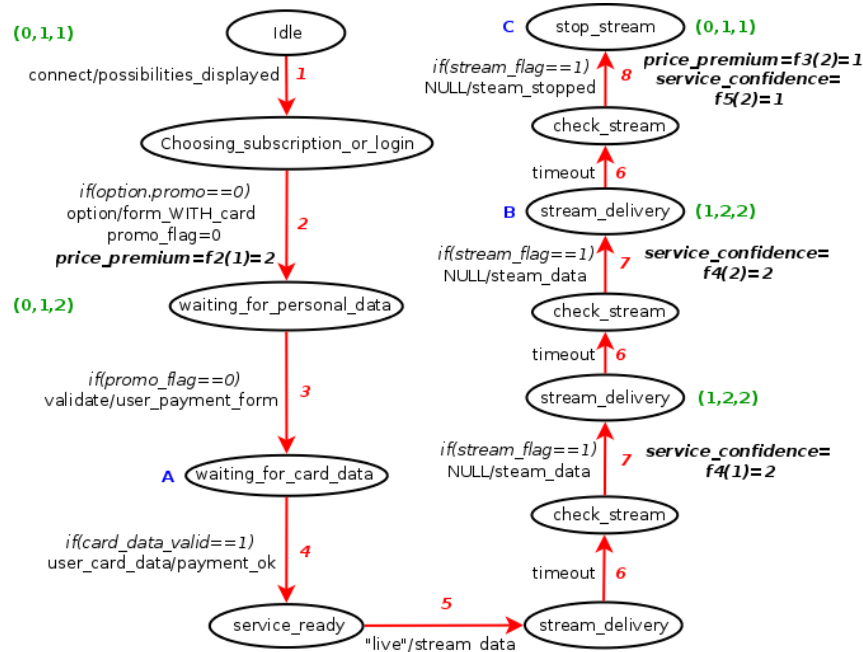 (0,1,1)
Idle
connect/possibilities_displayed
1
Choosing_subscription_or_login
if(option.promo==0)
option/form_WITH_card
promo_flag=0
price_premium=f2(1)=2
2
(0,1,2)
waiting_for_personal_data
if(promo_flag==0)
validate/user_payment_form
3
A
waiting_for_card_data
if(card_data_valid==1)
user_card_data/payment_ok
4
service_ready
5
"live"/stream_data
stream_delivery
timeout
6
check_stream
if(stream_flag==1)
NULL/steam_data
7
service_confidence=
f4(1)=2
stream_delivery
(1,2,2)
timeout
6
check_stream
if(stream_flag==1)
NULL/steam_data
7
service_confidence=
f4(2)=2
B
stream_delivery
(1,2,2)
timeout
6
check_stream
if(stream_flag==1)
NULL/steam_stopped
8
price_premium=f3(2)=1
service_confidence=
f5(2)=1
C
stop_stream
(0,1,1)